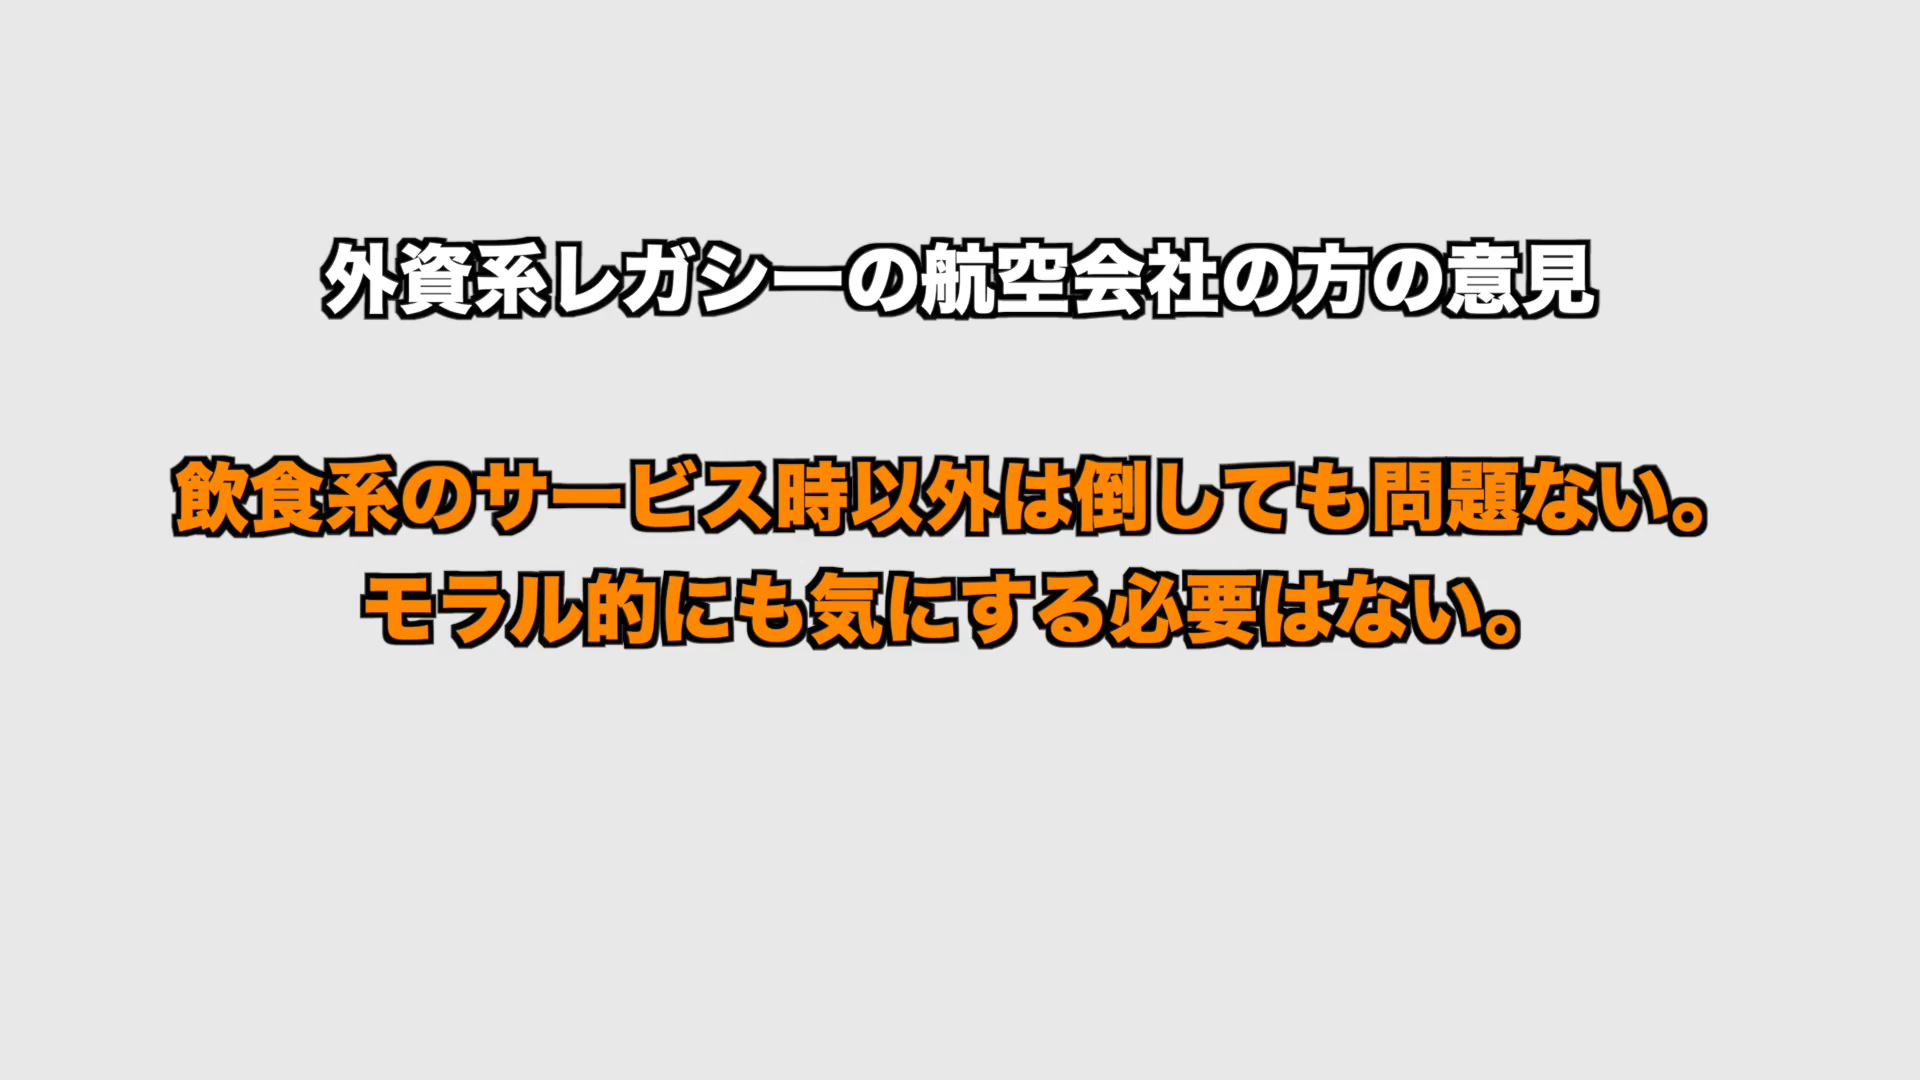 外資系レガシーの航空会社の方の意見
飲食系のサービス時以外は倒しても問題ない。
モラル的にも気にする必要はない。